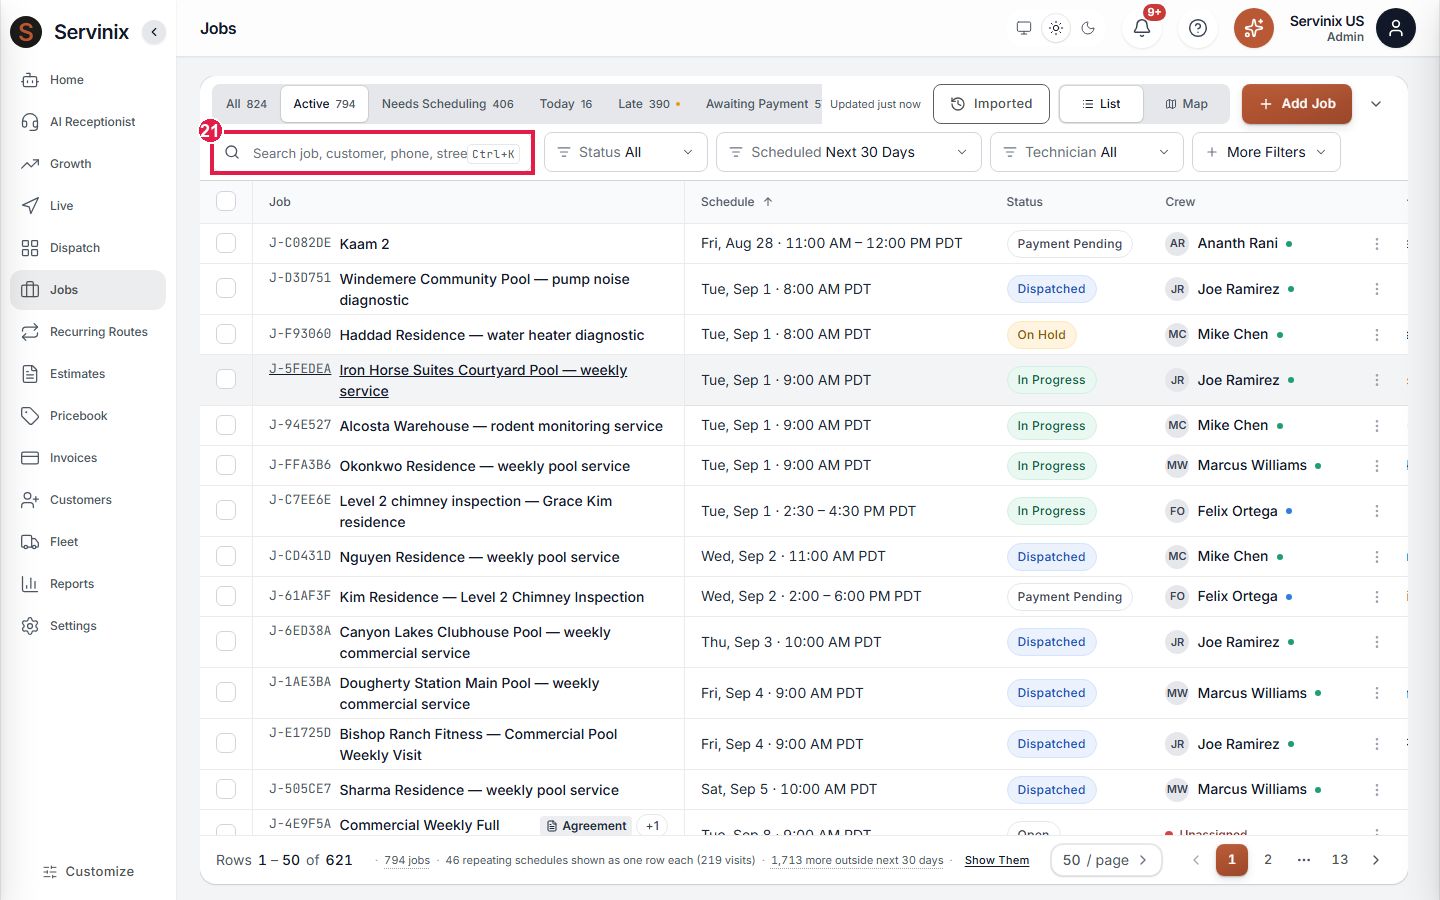 Servinix
Jobs
9+
Servinix US
Admin
Home
AI Receptionist
Growth
Live
Dispatch
Jobs
Recurring Routes
Estimates
Pricebook
Invoices
Customers
Fleet
Reports
Settings
Customize
All 824 Active 794 Needs Scheduling 406 Today 16 Late 390 Awaiting Payment Updated just now Imported List Map Add Job
21
Search job, customer, phone, stree Ctrl+K Status All Scheduled Next 30 Days Technician All More Filters
Job Schedule Status Crew
J-C082DE Kaam 2 Fri, Aug 28 · 11:00 AM – 12:00 PM PDT Payment Pending AR Ananth Rani
J-D3D751 Windemere Community Pool — pump noise
diagnostic Tue, Sep 1 · 8:00 AM PDT Dispatched JR Joe Ramirez
J-F93060 Haddad Residence — water heater diagnostic Tue, Sep 1 · 8:00 AM PDT On Hold MC Mike Chen
J-5FEDEA Iron Horse Suites Courtyard Pool — weekly
service Tue, Sep 1 · 9:00 AM PDT In Progress JR Joe Ramirez
J-94E527 Alcosta Warehouse — rodent monitoring service Tue, Sep 1 · 9:00 AM PDT In Progress MC Mike Chen
J-FFA3B6 Okonkwo Residence — weekly pool service Tue, Sep 1 · 9:00 AM PDT In Progress MW Marcus Williams
J-C7EE6E Level 2 chimney inspection — Grace Kim
residence Tue, Sep 1 · 2:30 – 4:30 PM PDT In Progress FO Felix Ortega
J-CD431D Nguyen Residence — weekly pool service Wed, Sep 2 · 11:00 AM PDT Dispatched MC Mike Chen
J-61AF3F Kim Residence — Level 2 Chimney Inspection Wed, Sep 2 · 2:00 – 6:00 PM PDT Payment Pending FO Felix Ortega
J-6ED38A Canyon Lakes Clubhouse Pool — weekly
commercial service Thu, Sep 3 · 10:00 AM PDT Dispatched JR Joe Ramirez
J-1AE3BA Dougherty Station Main Pool — weekly
commercial service Fri, Sep 4 · 9:00 AM PDT Dispatched MW Marcus Williams
J-E1725D Bishop Ranch Fitness — Commercial Pool
Weekly Visit Fri, Sep 4 · 9:00 AM PDT Dispatched JR Joe Ramirez
J-505CE7 Sharma Residence — weekly pool service Sat, Sep 5 · 10:00 AM PDT Dispatched MW Marcus Williams
J-4E9F5A Commercial Weekly Full Agreement +1 Tue, Sep 8 · 9:00 AM PDT Open Unassigned
Rows 1 – 50 of 621 · 794 jobs · 46 repeating schedules shown as one row each (219 visits) · 1,713 more outside next 30 days · Show Them 50 / page 1 2 ··· 13